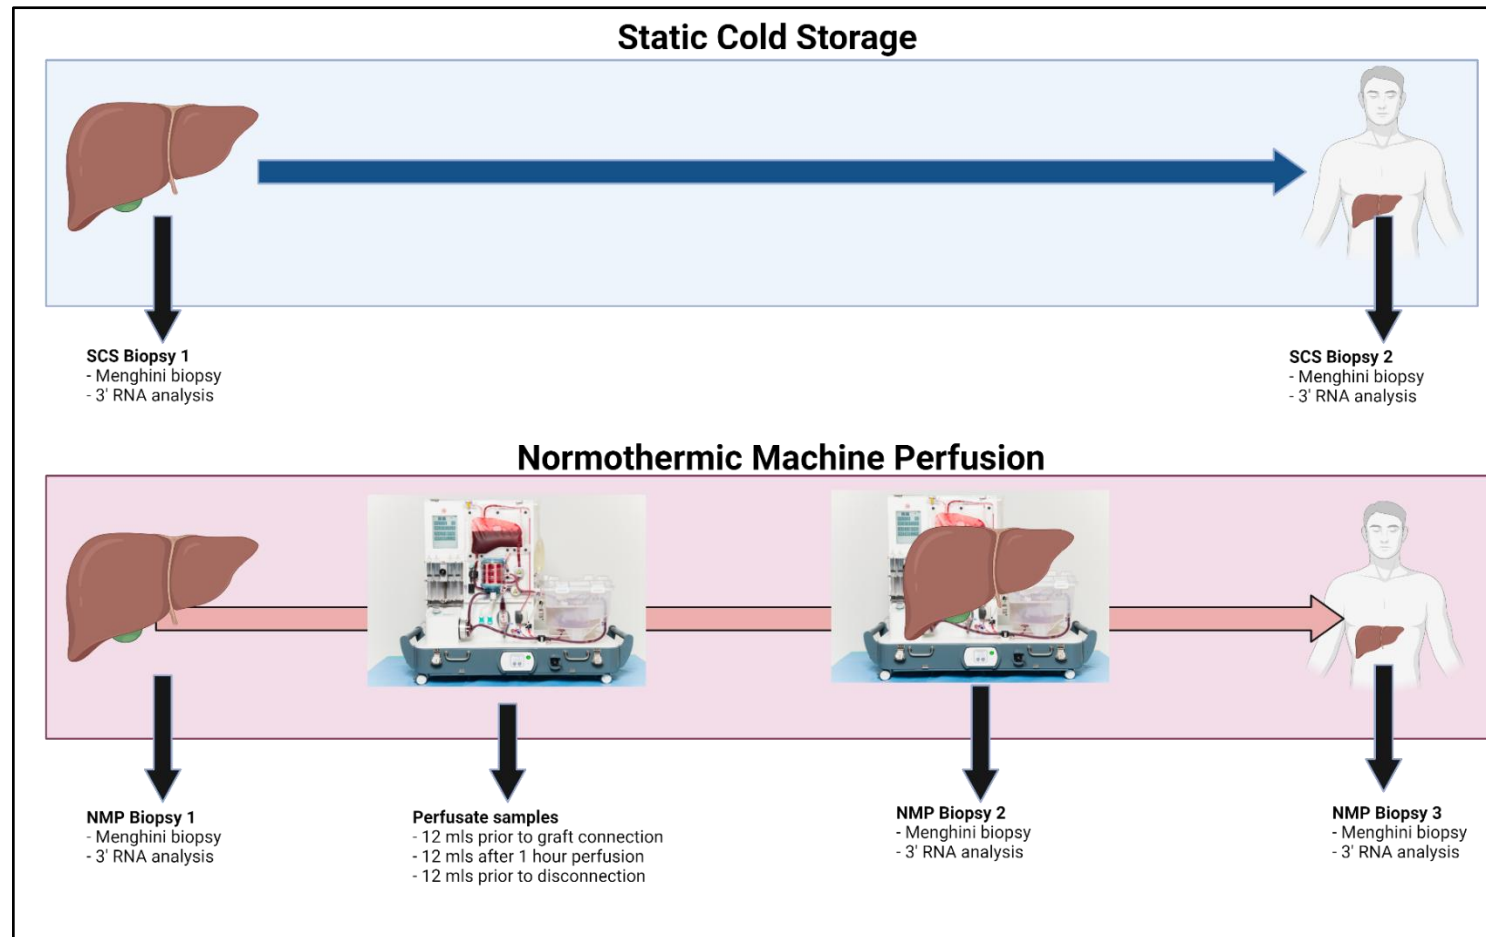 Static Cold Storage
SCS Biopsy 1
- Menghini biopsy
- 3' RNA analysis
SCS Biopsy 2
- Menghini biopsy
- 3' RNA analysis
Normothermic Machine Perfusion
NMP Biopsy 1
- Menghini biopsy
- 3' RNA analysis
Perfusate samples
- 12 mls prior to graft connection
- 12 mls after 1 hour perfusion
- 12 mls prior to disconnection
NMP Biopsy 2
- Menghini biopsy
- 3' RNA analysis
NMP Biopsy 3
- Menghini biopsy
- 3' RNA analysis